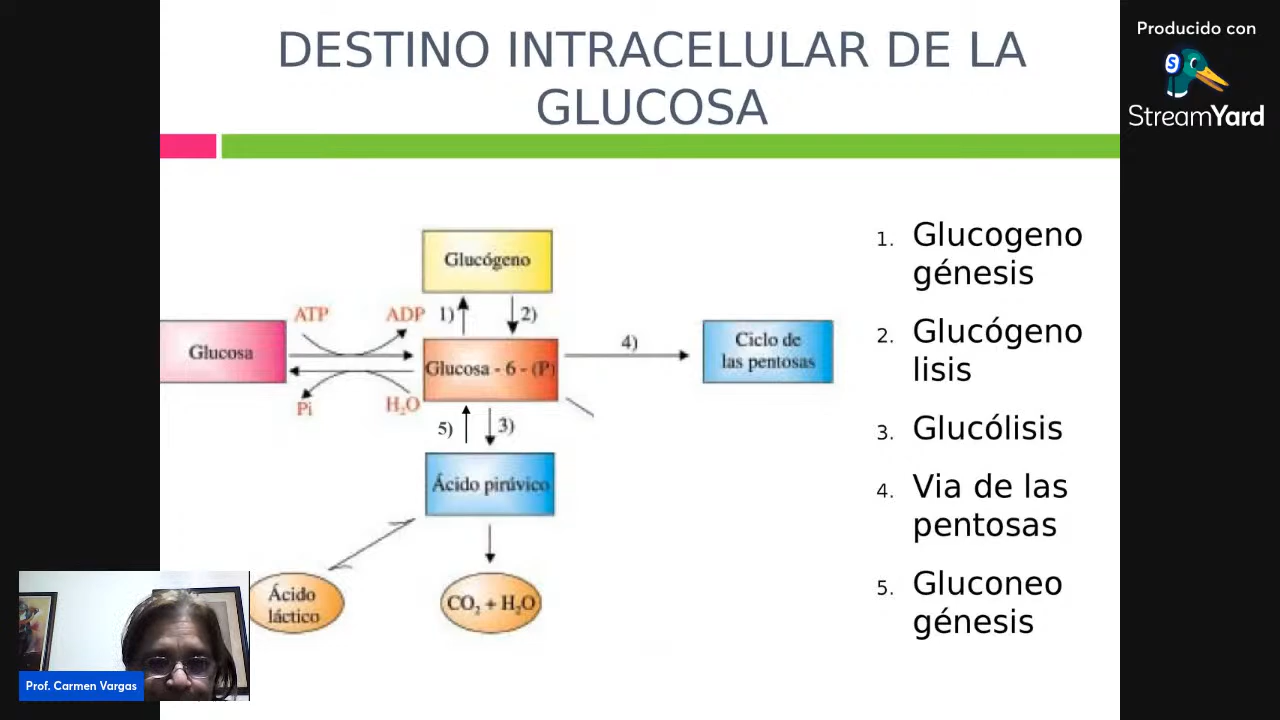 DESTINO INTRACELULAR DE LA
GLUCOSA
Producido con
StreamYard
Glucógeno
ATP
ADP
1)
2)
Glucosa
Glucosa - 6 - (P)
4)
Ciclo de
las pentosas
Pi
H₂O
5)
3)
Ácido pirúvico
Ácido
láctico
CO₂ + H₂O
1. Glucogeno
génesis
2. Glucógeno
lisis
3. Glucólisis
4. Via de las
pentosas
5. Gluconeo
génesis
Prof. Carmen Vargas